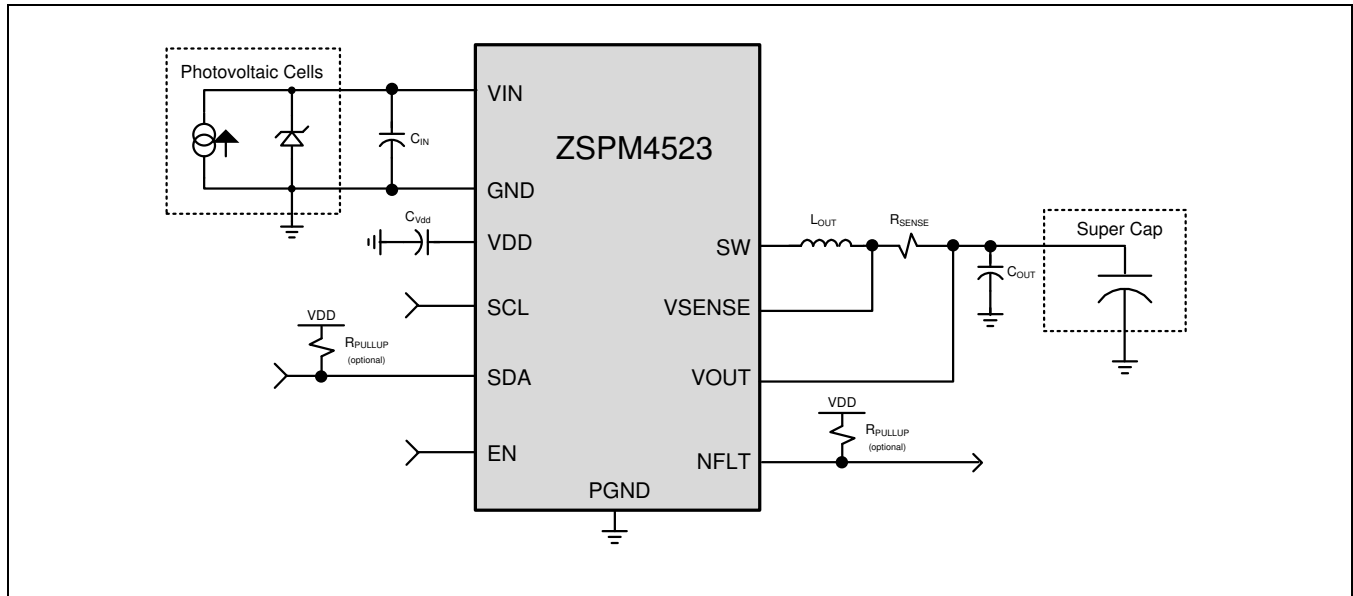 Photovoltaic Cells
C_IN
ZSPM4523
VIN
GND
C_Vdd
VDD
SCL
VDD
R_PULLUP
(optional)
SDA
EN
PGND
SW
VSENSE
VOUT
NFLT
L_OUT
R_SENSE
C_OUT
Super Cap
VDD
R_PULLUP
(optional)